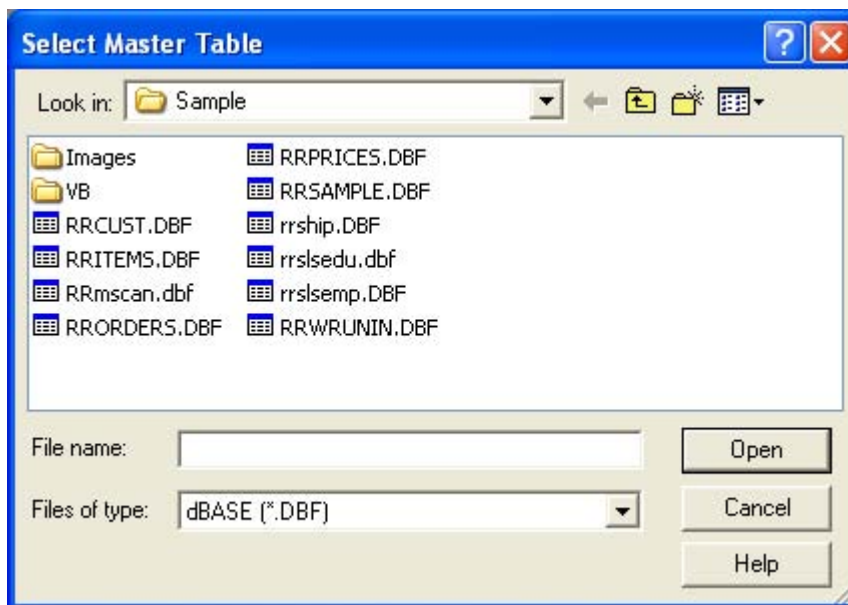 Select Master Table
Look in: Sample
Images
VB
RRCUST.DBF
RRITEMS.DBF
RRmscan.dbf
RRORDERS.DBF
RRPRICES.DBF
RRSAMPLE.DBF
rrship.DBF
rrslsedu.dbf
rrslsemp.DBF
RRWRUNIN.DBF
File name:
Open
Files of type: dBASE (*.DBF)
Cancel
Help